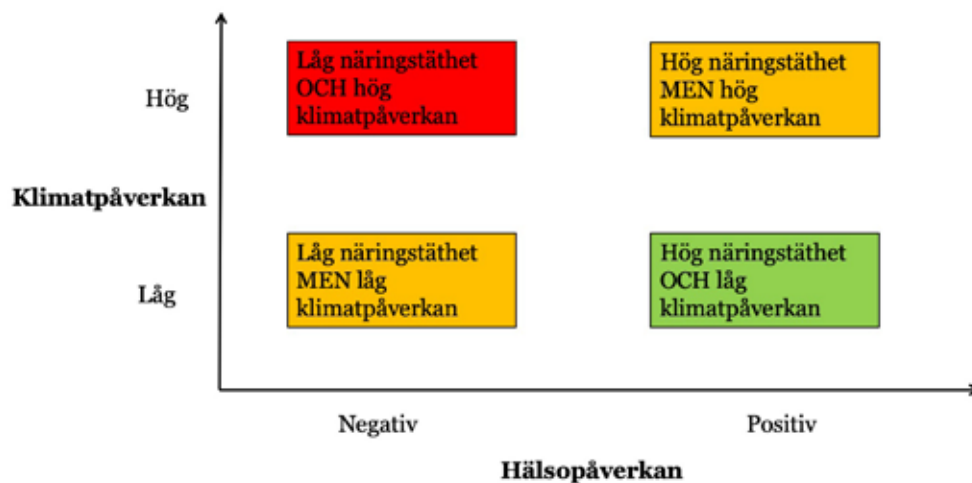 Hög
Låg näringstäthet
OCH hög
klimatpåverkan
Hög näringstäthet
MEN hög
klimatpåverkan
Klimatpåverkan
Låg
Låg näringstäthet
MEN låg
klimatpåverkan
Hög näringstäthet
OCH låg
klimatpåverkan
Negativ
Positiv
Hälsopåverkan